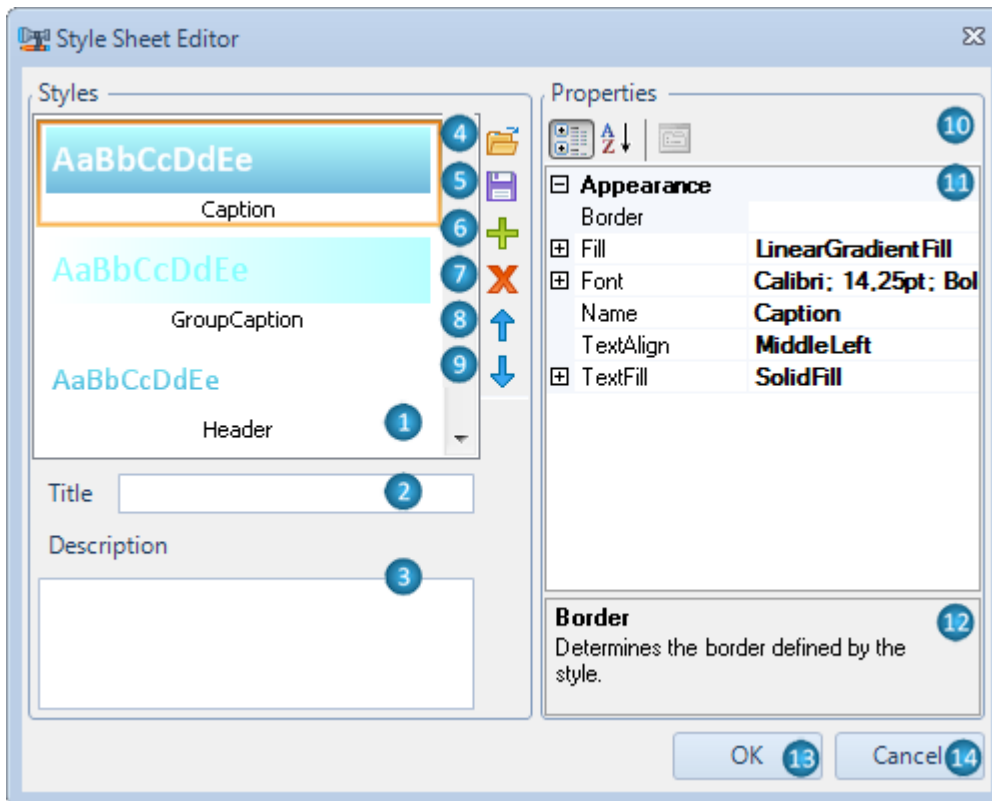 Style Sheet Editor
Styles
AaBbCcDdEe
Caption
AaBbCcDdEe
GroupCaption
AaBbCcDdEe
Header
1
4
5
6
7
8
9
Title
2
Description
3
Properties
A
Z
10
Appearance
11
Border
Fill LinearGradientFill
Font Calibri; 14,25pt; Bol
Name Caption
TextAlign MiddleLeft
TextFill SolidFill
Border
12
Determines the border defined by the
style.
OK 13
Cancel 14